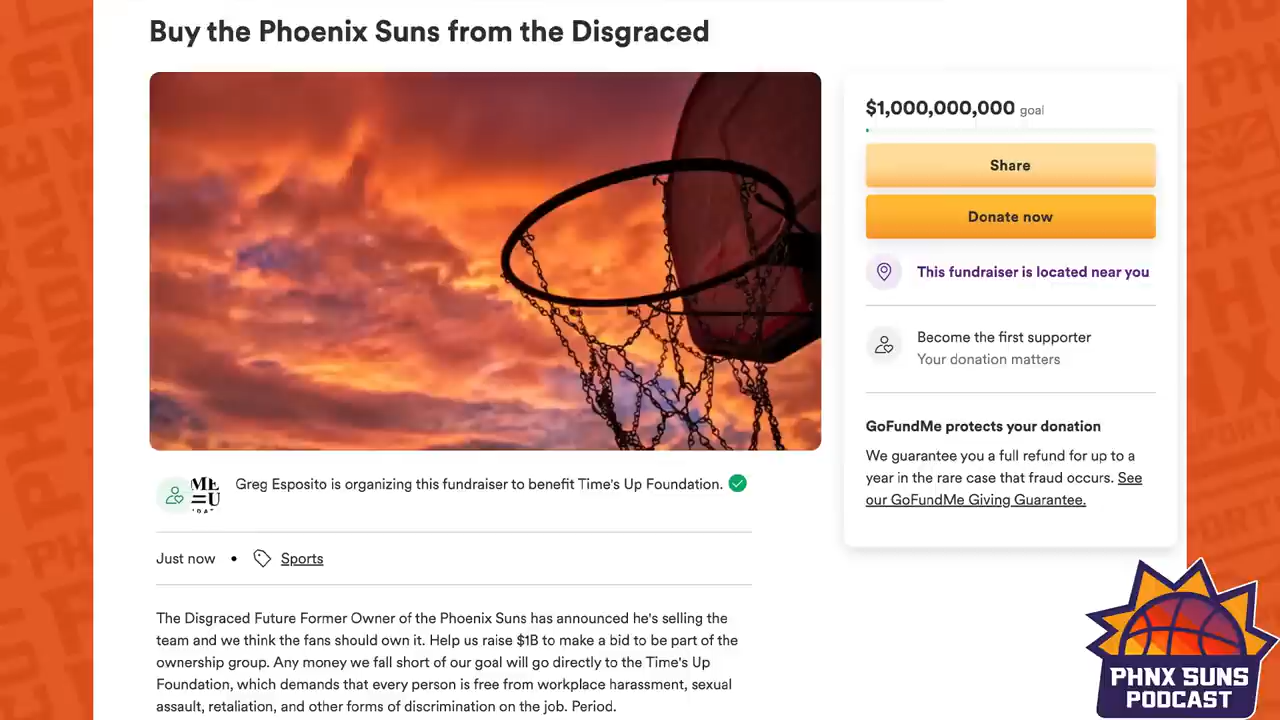 Buy the Phoenix Suns from the Disgraced
$1,000,000,000 goal
Share
Donate now
This fundraiser is located near you
Become the first supporter
Your donation matters
GoFundMe protects your donation
We guarantee you a full refund for up to a
year in the rare case that fraud occurs. See
our GoFundMe Giving Guarantee.
Greg Esposito is organizing this fundraiser to benefit Time's Up Foundation.
Just now • Sports
The Disgraced Future Former Owner of the Phoenix Suns has announced he's selling the
team and we think the fans should own it. Help us raise $1B to make a bid to be part of the
ownership group. Any money we fall short of our goal will go directly to the Time's Up
Foundation, which demands that every person is free from workplace harassment, sexual
assault, retaliation, and other forms of discrimination on the job. Period.
PHNX SUNS
PODCAST